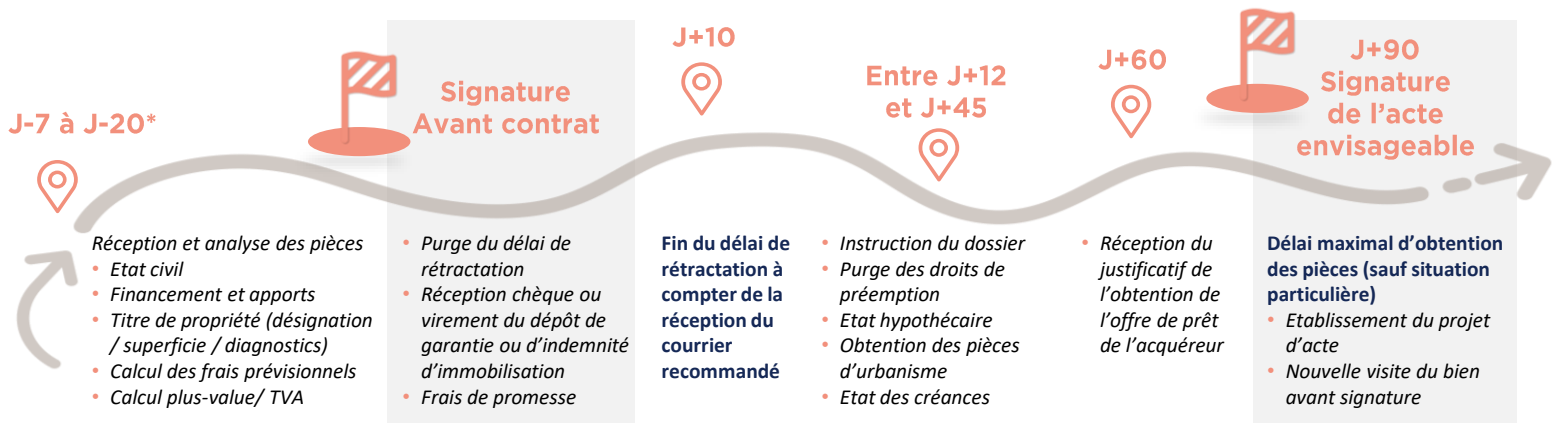 J-7 à J-20*
Réception et analyse des pièces
• Etat civil
• Financement et apports
• Titre de propriété (désignation
/ superficie / diagnostics)
• Calcul des frais prévisionnels
• Calcul plus-value/ TVA
Signature
Avant contrat
• Purge du délai de
rétractation
• Réception chèque ou
virement du dépôt de
garantie ou d’indemnité
d’immobilisation
• Frais de promesse
J+10
Fin du délai de
rétractation à
compter de la
réception du
courrier
recommandé
Entre J+12
et J+45
• Instruction du dossier
• Purge des droits de
préemption
• Etat hypothécaire
• Obtention des pièces
d’urbanisme
• Etat des créances
J+60
• Réception du
justificatif de
l’obtention de
l’offre de prêt
de l’acquéreur
J+90
Signature
de l’acte
envisageable
Délai maximal d’obtention
des pièces (sauf situation
particulière)
• Etablissement du projet
d’acte
• Nouvelle visite du bien
avant signature